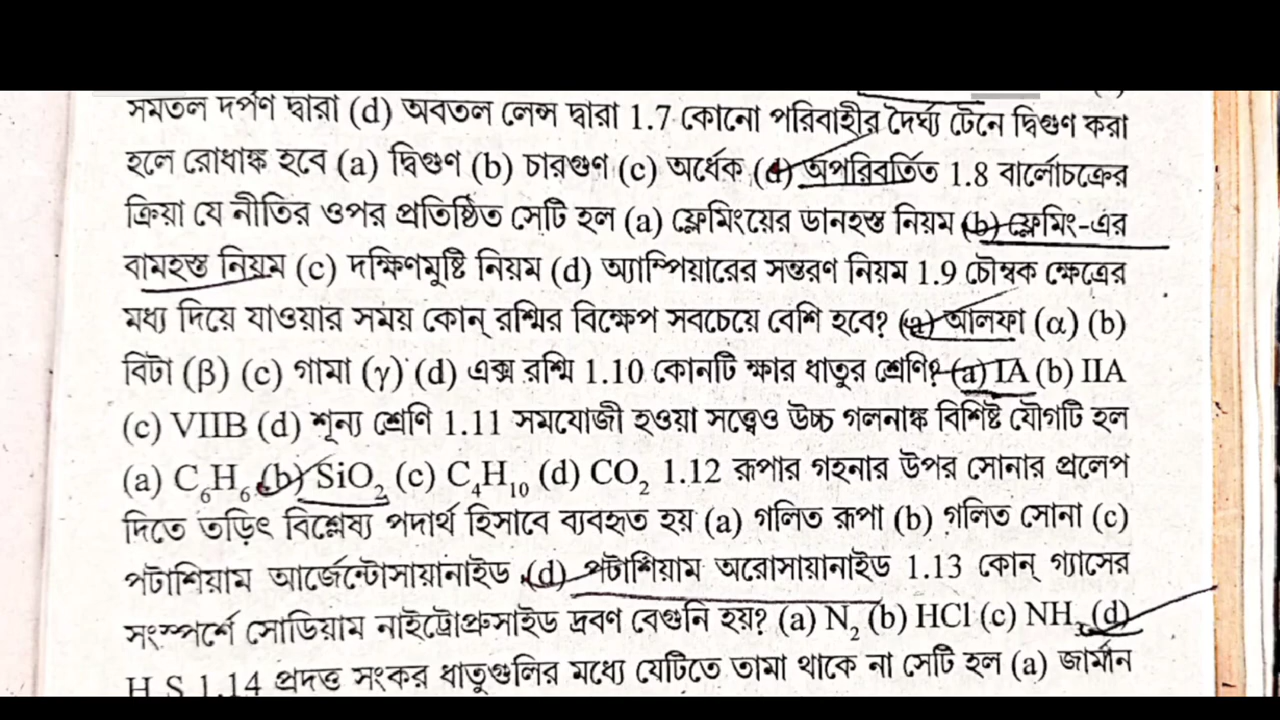 সমতল দর্পণ দ্বারা (d) অবতল লেন্স দ্বারা 1.7 কোনো পরিবাহীর দৈর্ঘ্য টেনে দ্বিগুণ করা
হলে রোধাঙ্ক হবে (a) দ্বিগুণ (b) চারগুণ (c) অর্ধেক (d) অপরিবর্তিত 1.8 বার্লোচক্রের
ক্রিয়া যে নীতির ওপর প্রতিষ্ঠিত সেটি হল (a) ফ্লেমিংয়ের ডানহস্ত নিয়ম (b) ফ্লেমিং-এর
বামহস্ত নিয়ম (c) দক্ষিণমুষ্টি নিয়ম (d) অ্যাম্পিয়ারের সন্তরণ নিয়ম 1.9 চৌম্বক ক্ষেত্রের
মধ্য দিয়ে যাওয়ার সময় কোন্ রশ্মির বিক্ষেপ সবচেয়ে বেশি হবে? (a) আলফা (α) (b)
বিটা (β) (c) গামা (γ) (d) এক্স রশ্মি 1.10 কোনটি ক্ষার ধাতুর শ্রেণি? (a) IA (b) IIA
(c) VIIB (d) শূন্য শ্রেণি 1.11 সমযোজী হওয়া সত্ত্বেও উচ্চ গলনাঙ্ক বিশিষ্ট যৌগটি হল
(a) C₆H₆ (b) SiO₂ (c) C₄H₁₀ (d) CO₂ 1.12 রূপার গহনার উপর সোনার প্রলেপ
দিতে তড়িৎ বিশ্লেষ্য পদার্থ হিসাবে ব্যবহৃত হয় (a) গলিত রূপা (b) গলিত সোনা (c)
পটাশিয়াম আর্জেন্টোসায়ানাইড (d) পটাশিয়াম অরোসায়ানাইড 1.13 কোন্ গ্যাসের
সংস্পর্শে সোডিয়াম নাইট্রোপ্রুসাইড দ্রবণ বেগুনি হয়? (a) N₂ (b) HCl (c) NH₃ (d)
H S 1.14 প্রদত্ত সংকর ধাতুগুলির মধ্যে যেটিতে তামা থাকে না সেটি হল (a) জার্মান